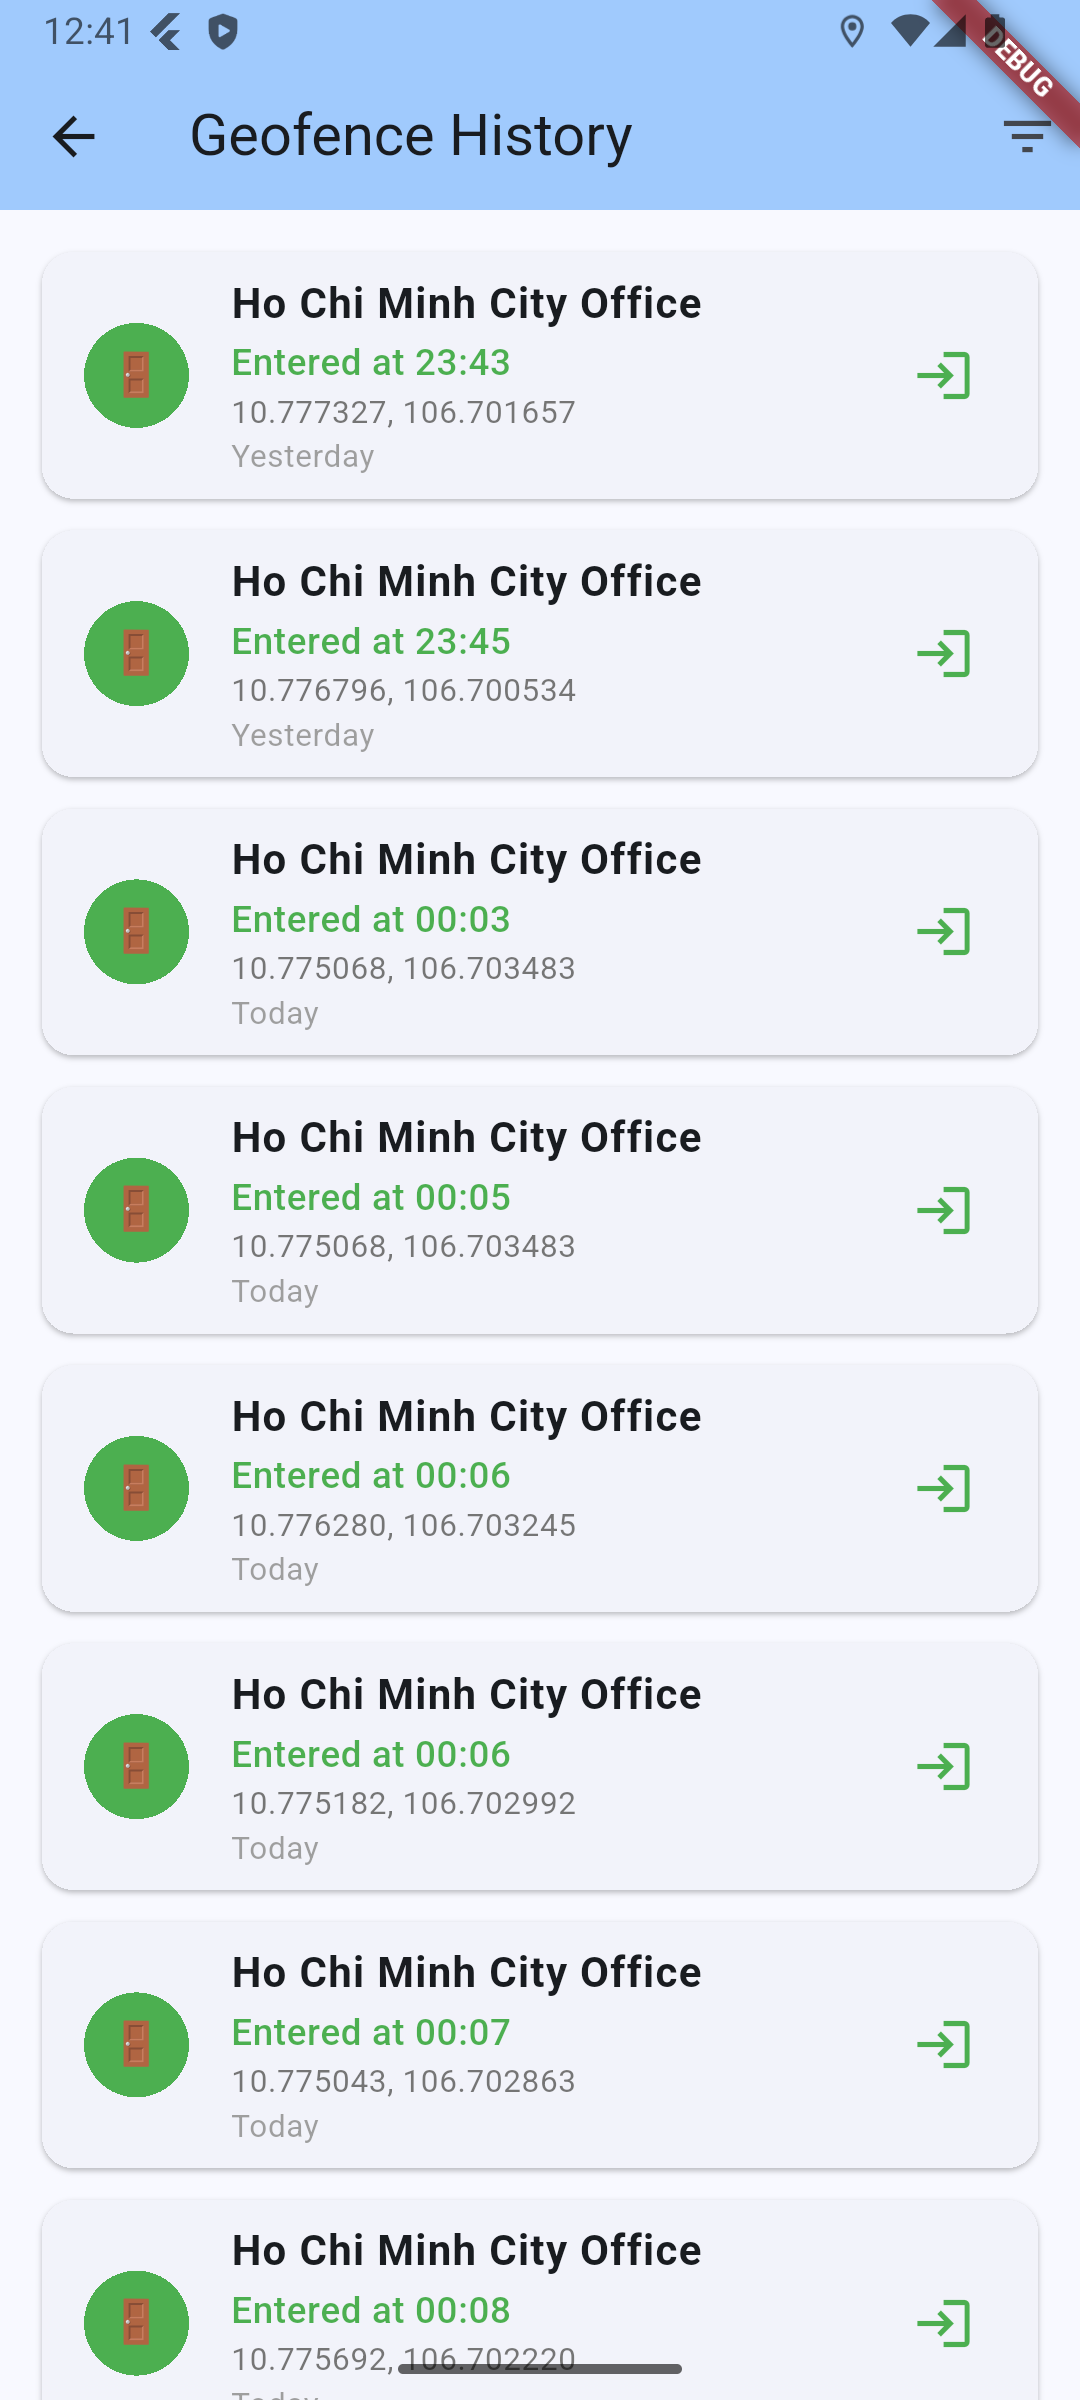 12:41
DEBUG
Geofence History
Ho Chi Minh City Office
Entered at 23:43
10.777327, 106.701657
Yesterday
Ho Chi Minh City Office
Entered at 23:45
10.776796, 106.700534
Yesterday
Ho Chi Minh City Office
Entered at 00:03
10.775068, 106.703483
Today
Ho Chi Minh City Office
Entered at 00:05
10.775068, 106.703483
Today
Ho Chi Minh City Office
Entered at 00:06
10.776280, 106.703245
Today
Ho Chi Minh City Office
Entered at 00:06
10.775182, 106.702992
Today
Ho Chi Minh City Office
Entered at 00:07
10.775043, 106.702863
Today
Ho Chi Minh City Office
Entered at 00:08
10.775692, 106.702220
Today